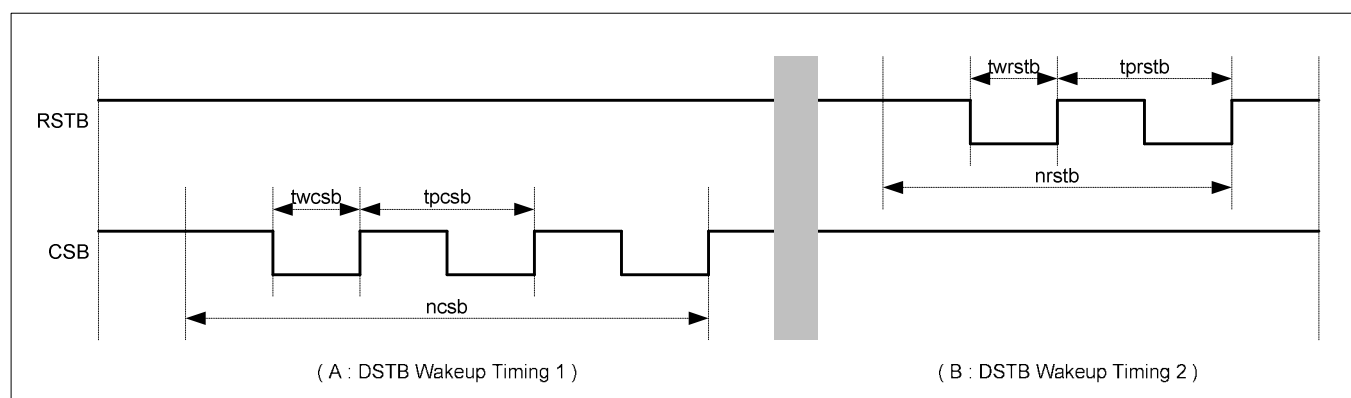 twrstb
tprstb
RSTB
nrstb
twcsb
tpcsb
CSB
ncsb
( A : DSTB Wakeup Timing 1 )
( B : DSTB Wakeup Timing 2 )